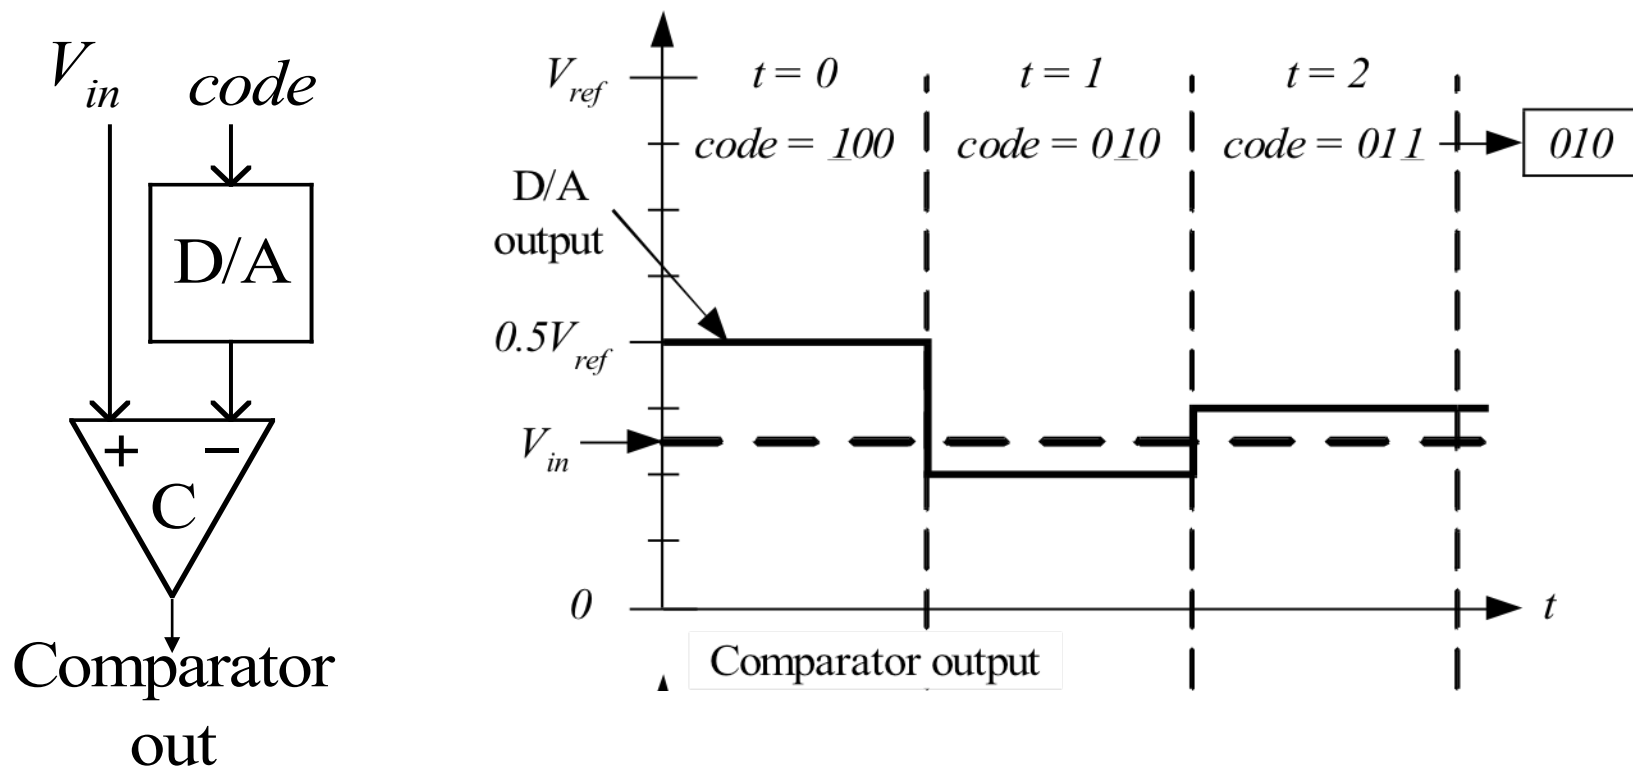 V_in code
D/A
+ −
C
Comparator
out
V_ref
t = 0 t = 1 t = 2
code = 100 code = 010 code = 011 010
D/A
output
0.5V_ref
V_in
0 t
Comparator output